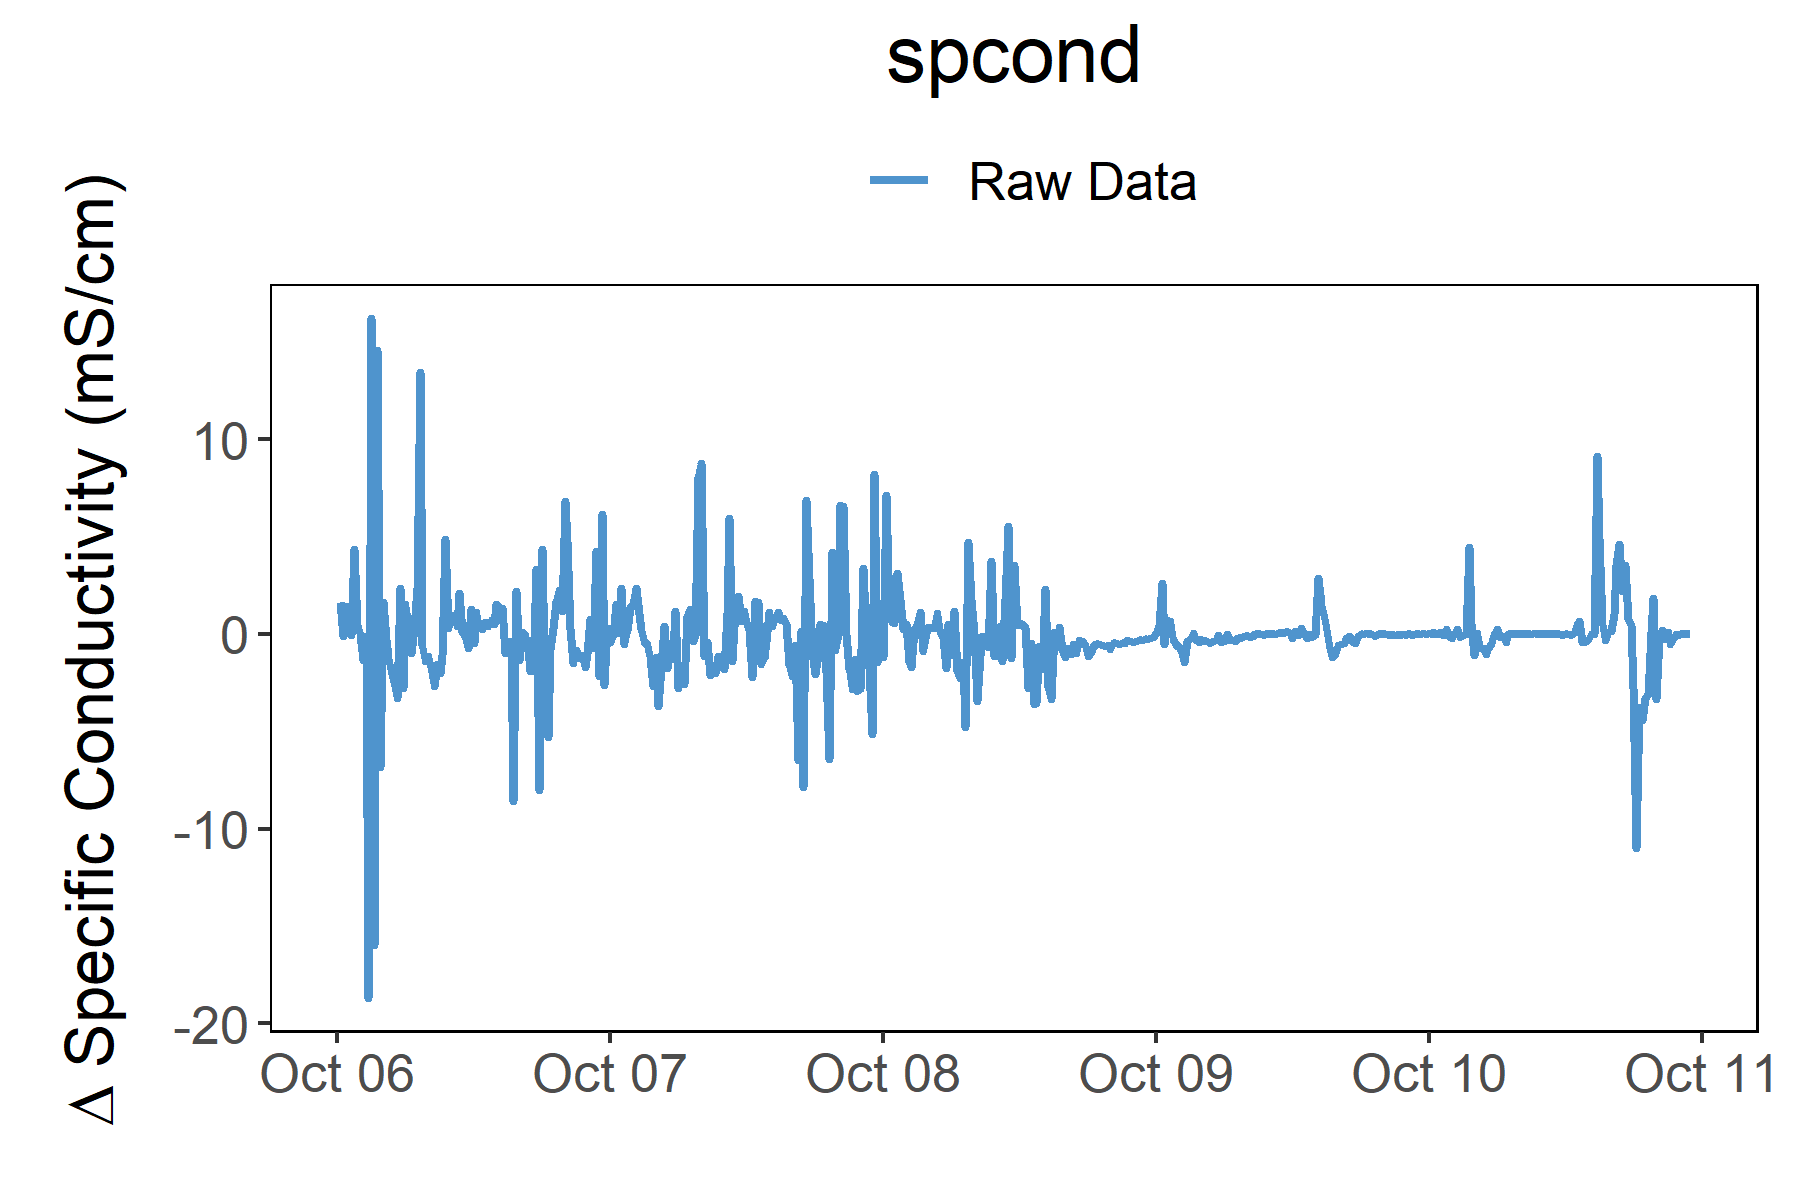 spcond
Raw Data
Δ Specific Conductivity (mS/cm)
10
0
-10
-20
Oct 06 Oct 07 Oct 08 Oct 09 Oct 10 Oct 11